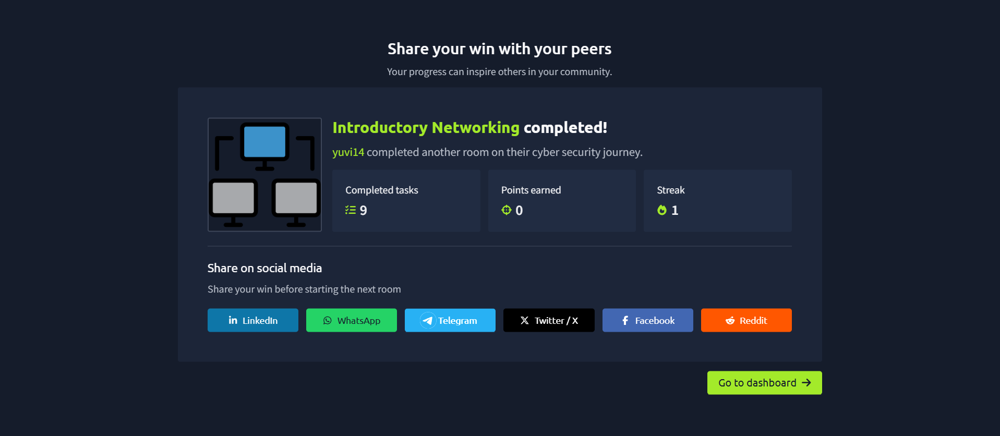 Share your win with your peers
Your progress can inspire others in your community.
Introductory Networking completed!
yuvi14 completed another room on their cyber security journey.
Completed tasks
9
Points earned
0
Streak
1
Share on social media
Share your win before starting the next room
LinkedIn
WhatsApp
Telegram
Twitter / X
Facebook
Reddit
Go to dashboard